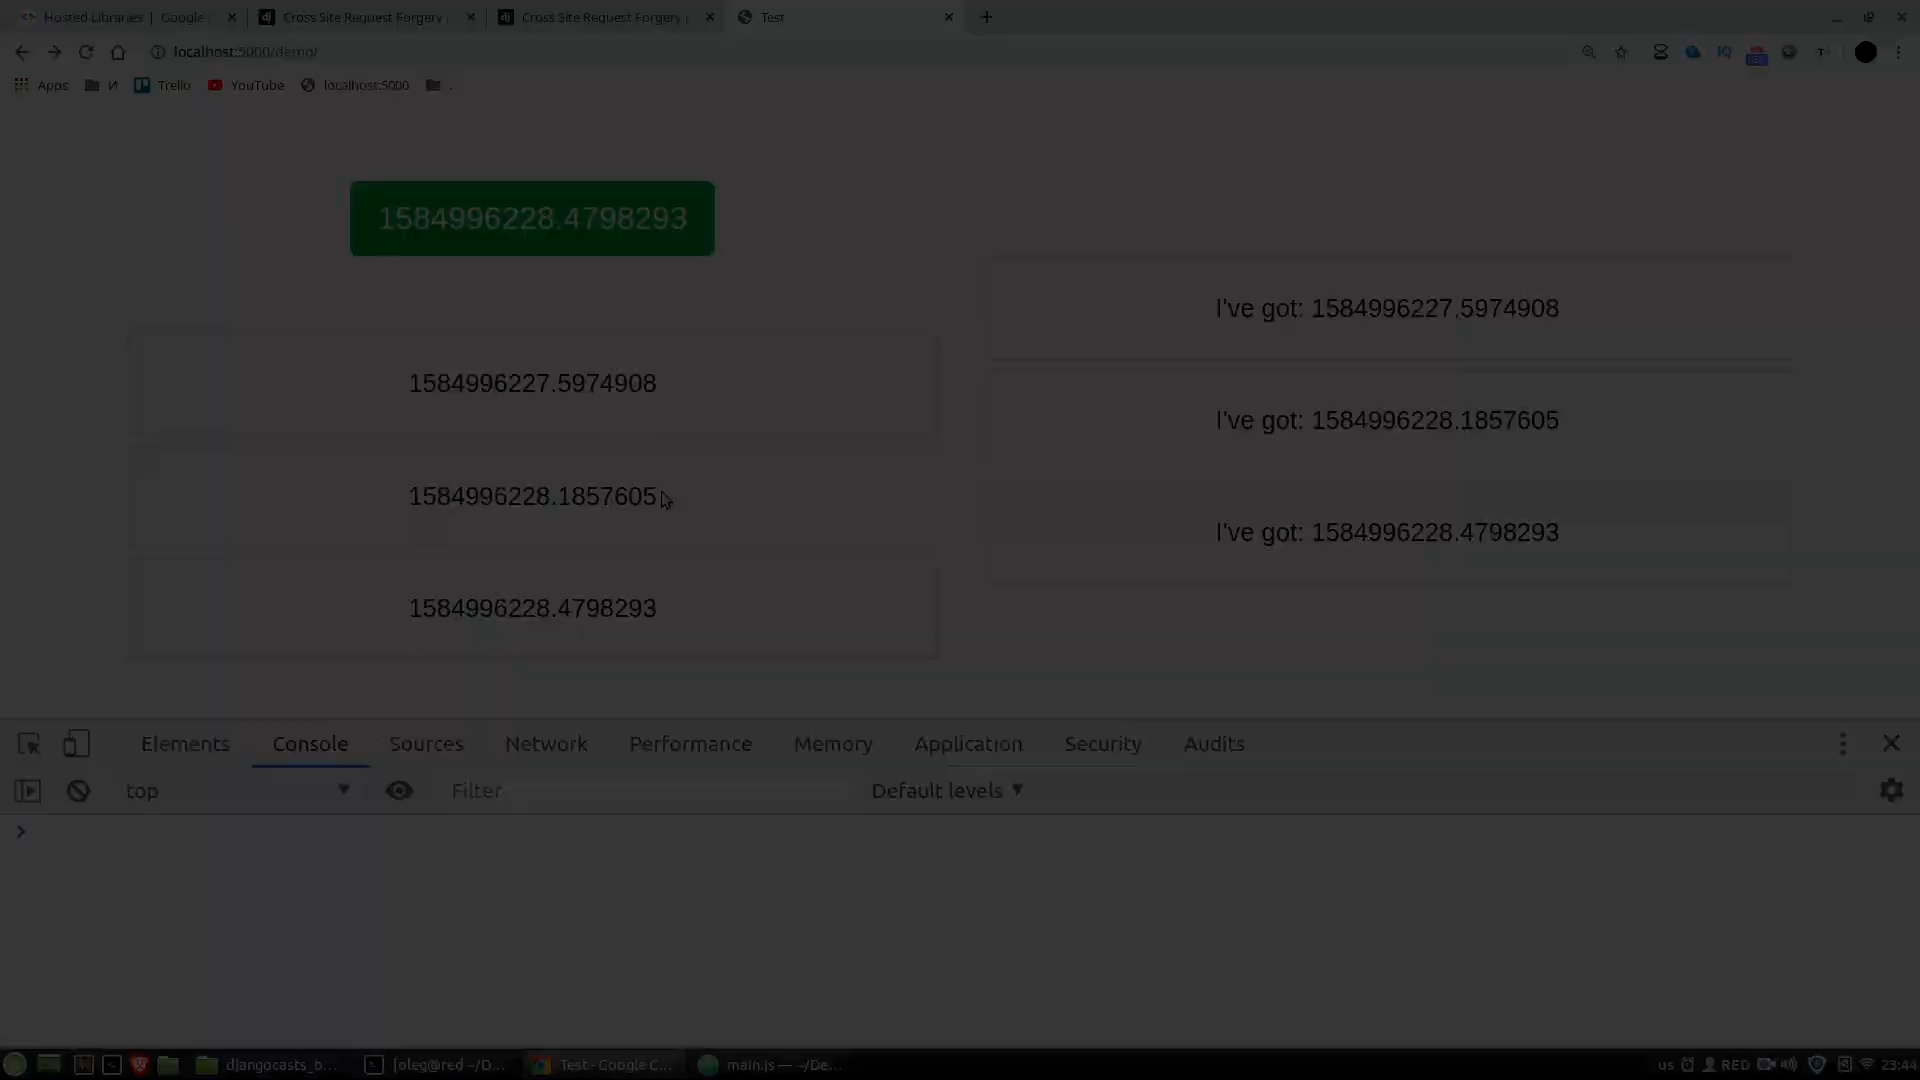 Hosted Libraries | Google
Cross Site Request Forgery
Cross Site Request Forgery
Test
localhost:5000/demo/
Apps
И
Trello
YouTube
localhost:5000
.
1584996228.4798293
1584996227.5974908
1584996228.1857605
1584996228.4798293
I've got: 1584996227.5974908
I've got: 1584996228.1857605
I've got: 1584996228.4798293
Elements Console Sources Network Performance Memory Application Security Audits
top
Filter
Default levels
djangocasts_b...
[oleg@red ~/D...
Test - Google C...
main.js — ~/De...
us
RED
23:44